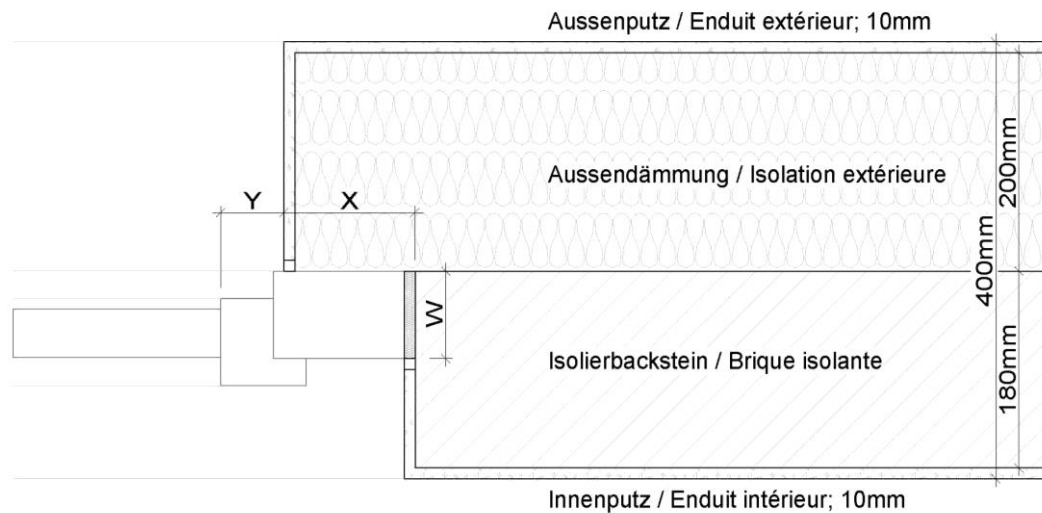 Aussenputz / Enduit extérieur; 10mm
200mm
Aussendämmung / Isolation extérieure
Y
X
400mm
W
Isolierbackstein / Brique isolante
180mm
Innenputz / Enduit intérieur; 10mm